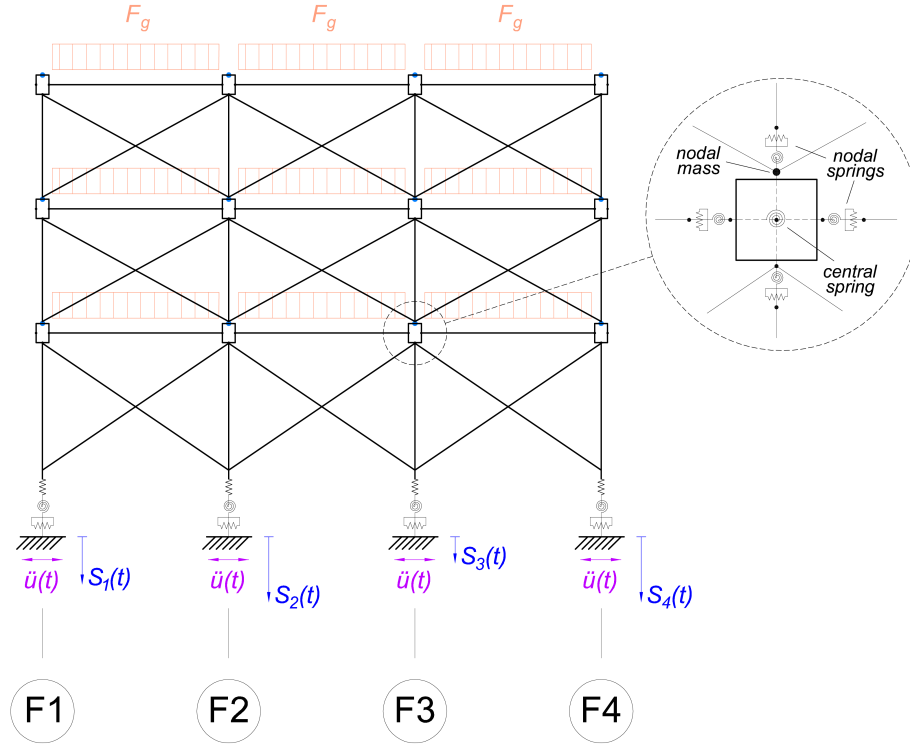 F_g F_g F_g
nodal
mass
nodal
springs
central
spring
ü(t) S_1(t) ü(t) S_2(t) ü(t) S_3(t) ü(t) S_4(t)
F1 F2 F3 F4